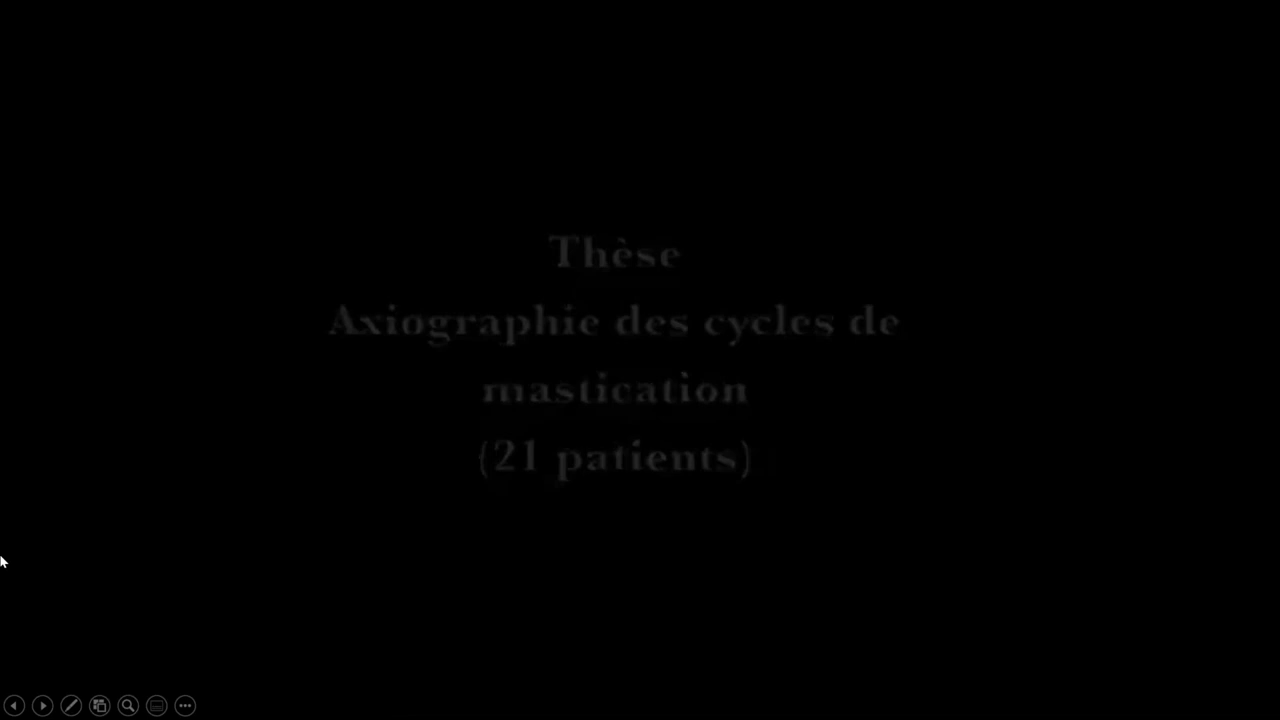 Thèse
Axiographie des cycles de
mastication
(21 patients)